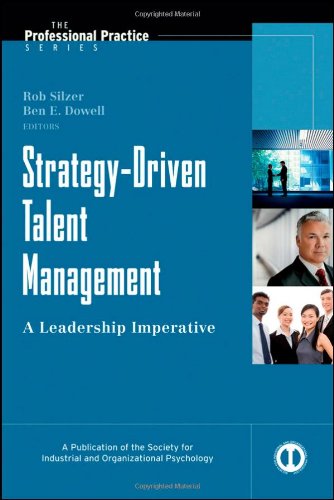 THE
Professional Practice
SERIES
Rob Silzer
Ben E. Dowell
EDITORS
Strategy-Driven
Talent
Management
A Leadership Imperative
A Publication of the Society for
Industrial and Organizational Psychology